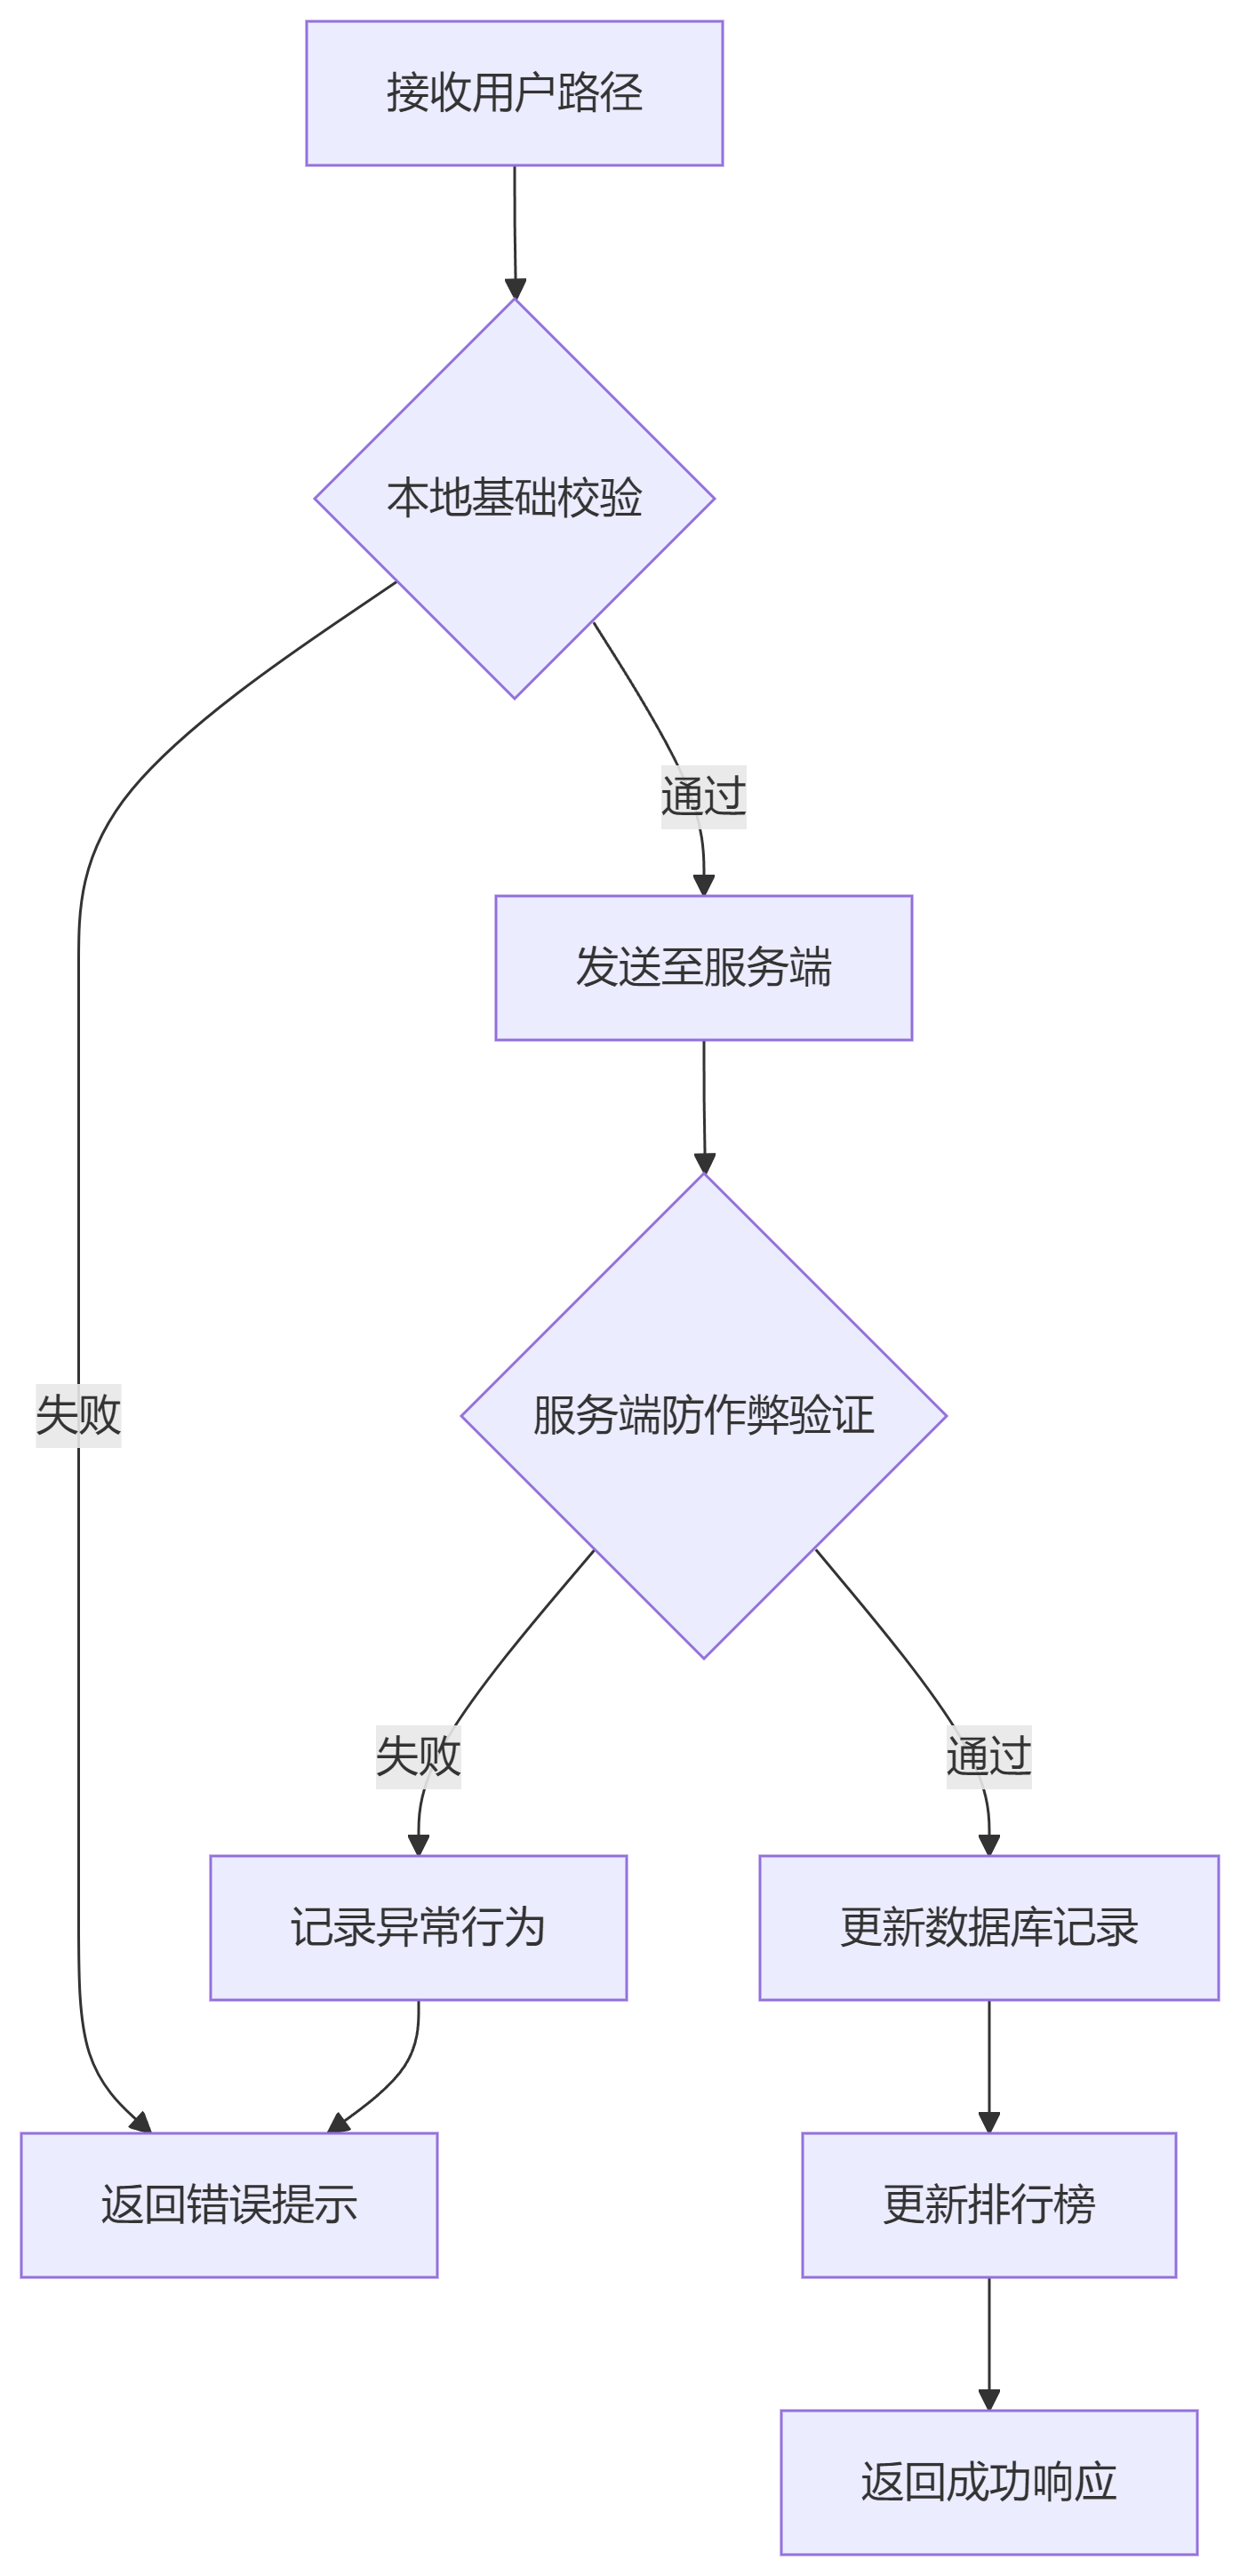 接收用户路径
本地基础校验
通过
发送至服务端
失败
服务端防作弊验证
失败
通过
记录异常行为
更新数据库记录
返回错误提示
更新排行榜
返回成功响应